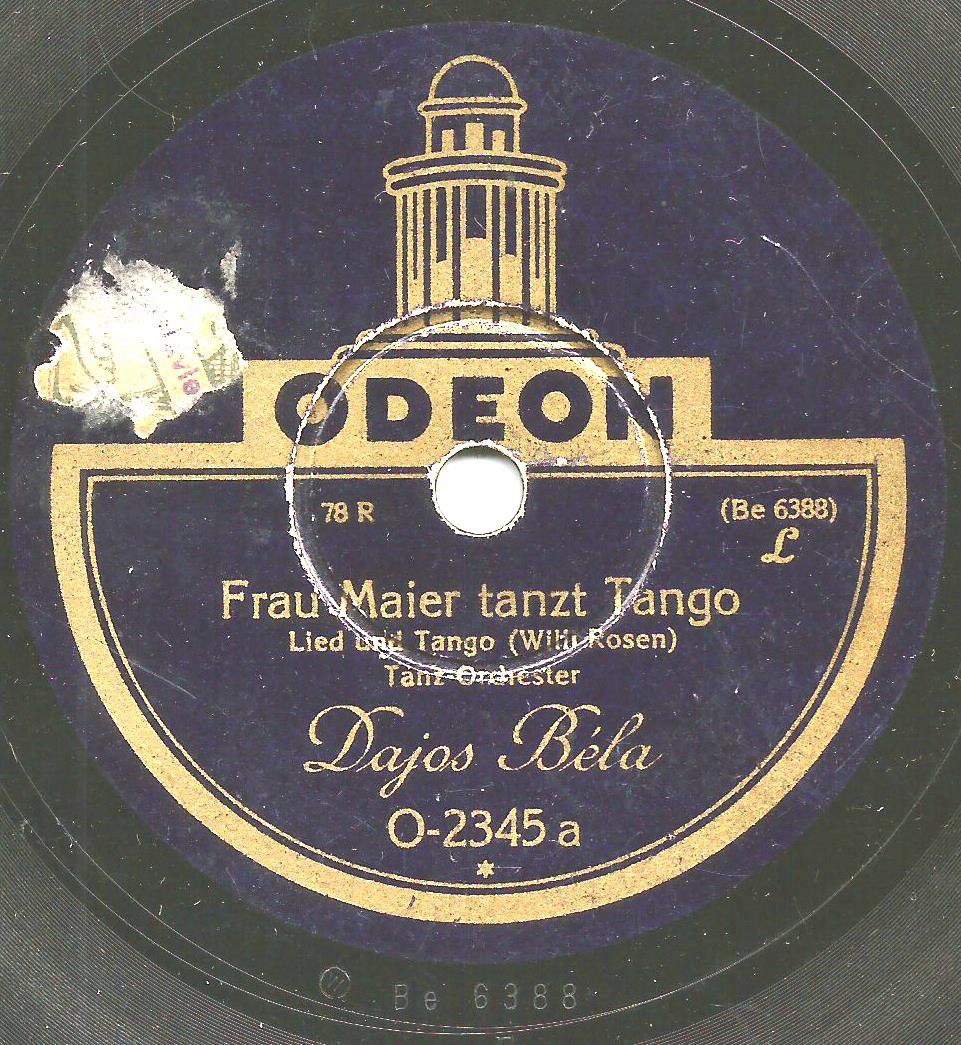 ODEON
78 R (Be 6388)
L
Frau Maier tanzt Tango
Lied und Tango (Willi Rosen)
Tanz-Orchester
Dajos Béla
O-2345 a
Be 6388